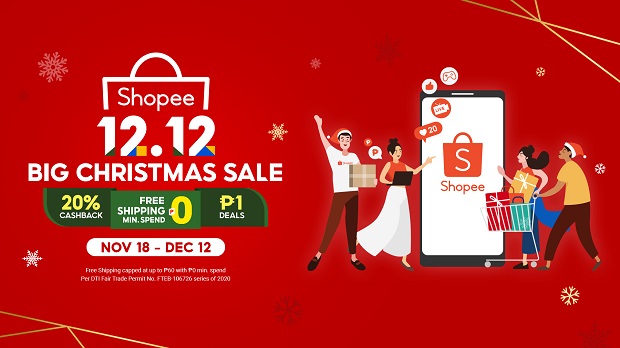 Shopee
12.12
BIG CHRISTMAS SALE
20%
CASHBACK
FREE
SHIPPING
MIN. SPEND
₱0
₱1
DEALS
NOV 18 - DEC 12
Free Shipping capped at up to ₱60 with ₱0 min. spend
Per DTI Fair Trade Permit No. FTEB-106726 series of 2020
LIVE
20
P
P
S
Shopee